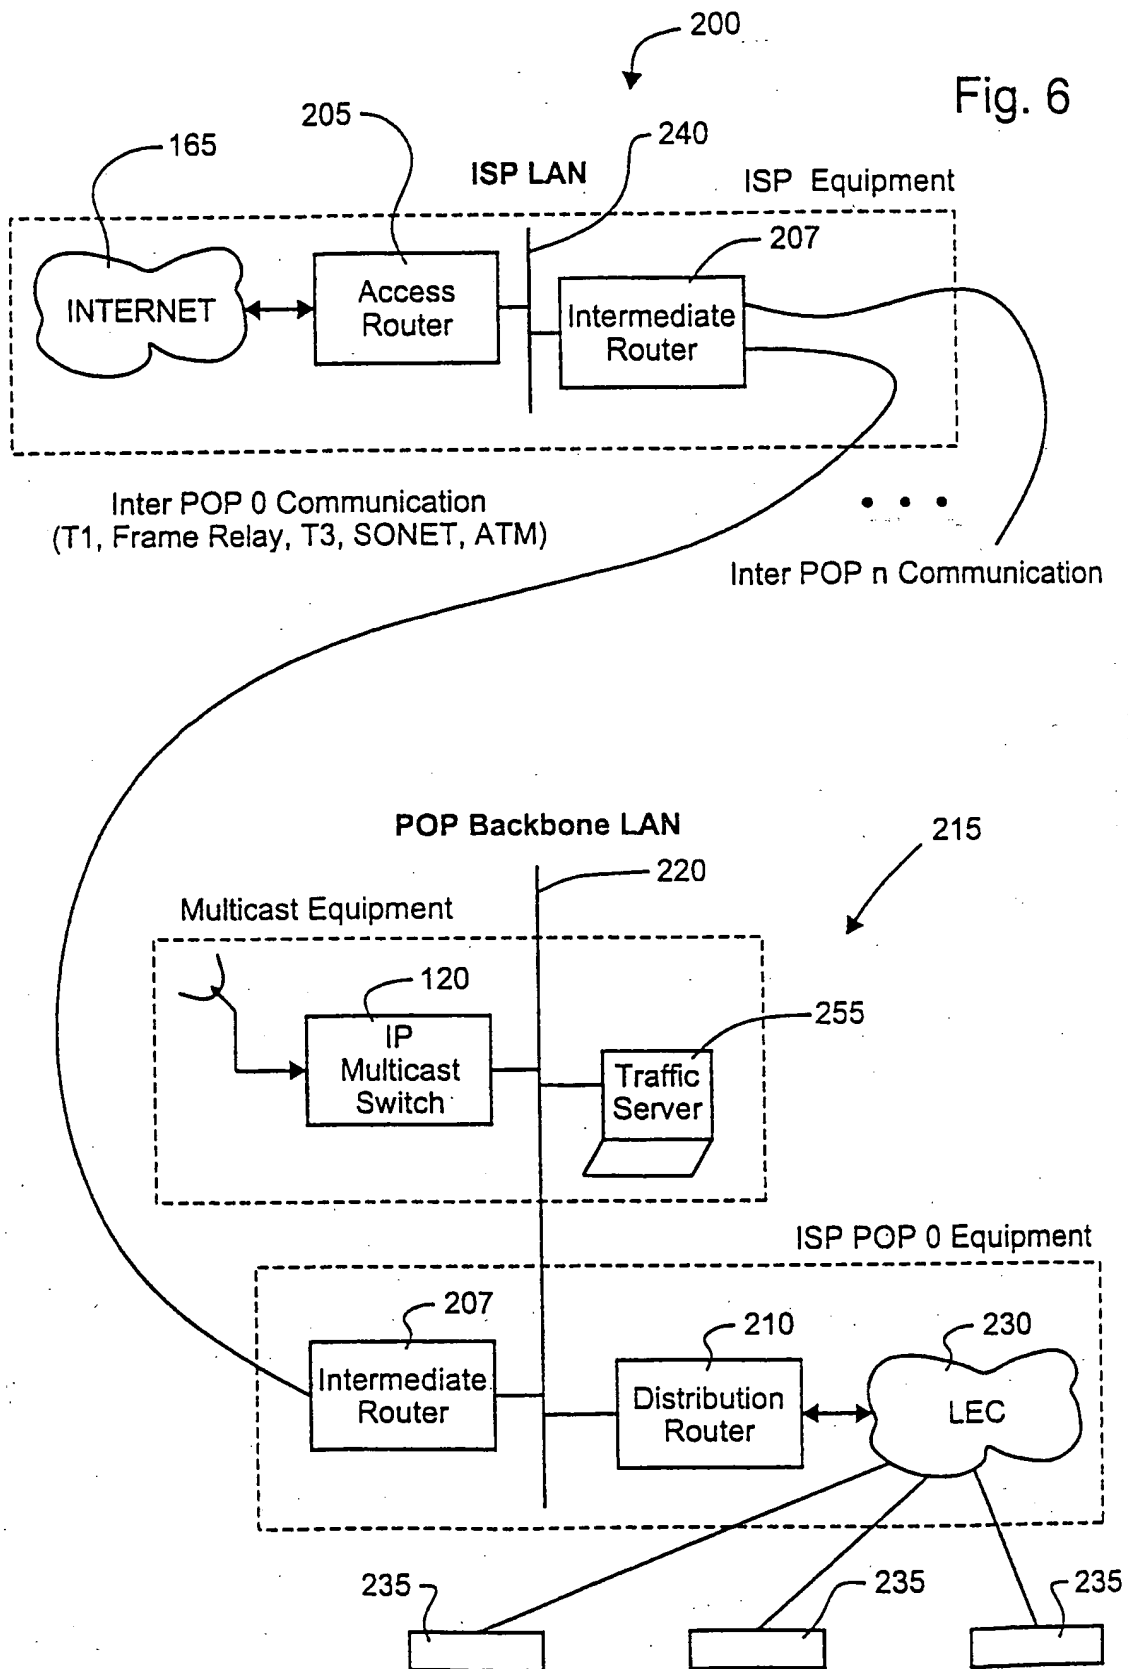 200
Fig. 6
205
165
240
ISP LAN
ISP Equipment
207
INTERNET
Access
Router
Intermediate
Router
Inter POP 0 Communication
(T1, Frame Relay, T3, SONET, ATM)
• • •
Inter POP n Communication
POP Backbone LAN
215
220
Multicast Equipment
120
255
IP
Multicast
Switch
Traffic
Server
ISP POP 0 Equipment
207
210
230
Intermediate
Router
Distribution
Router
LEC
235
235
235